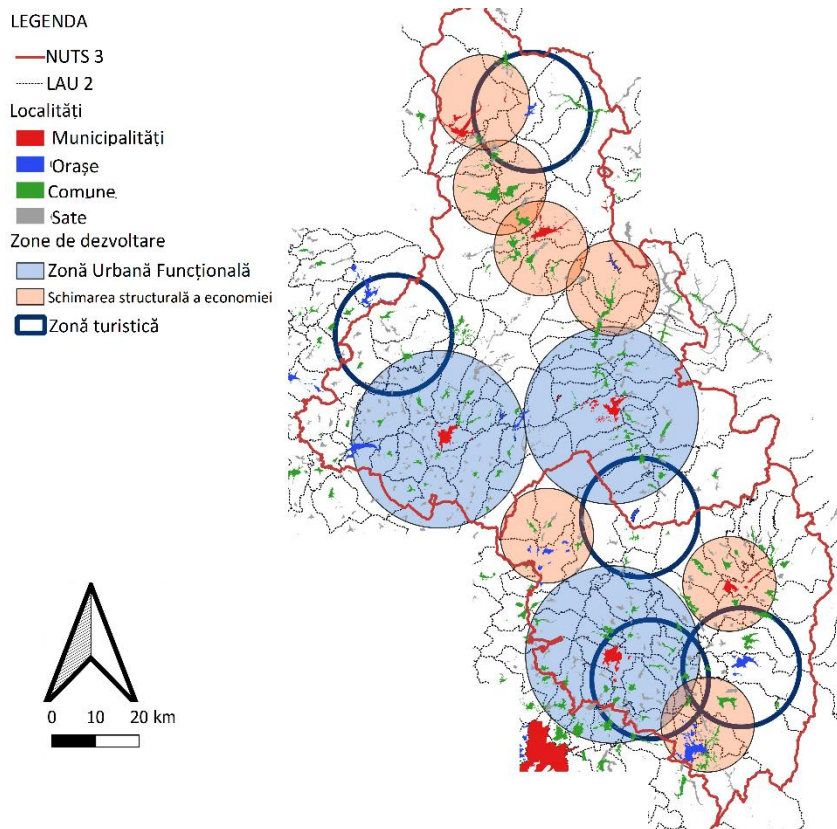 LEGENDA
NUTS 3
LAU 2
Localități
Municipalități
Orașe
Comune
Sate
Zone de dezvoltare
Zonă Urbană Funcțională
Schimarea structurală a economiei
Zonă turistică
0 10 20 km